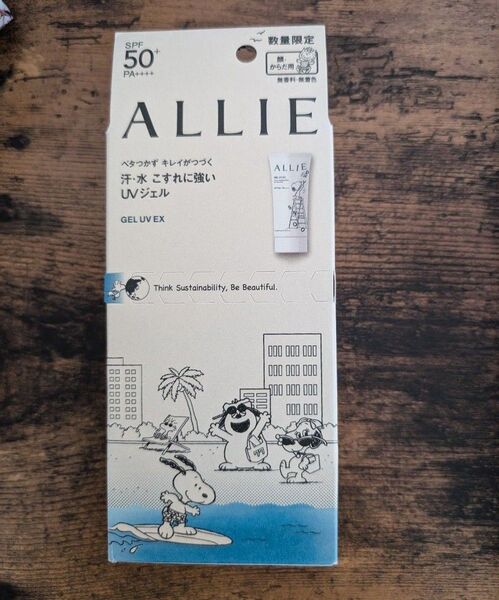 SPF
50+
PA++++
数量限定
顔・
からだ用
無香料・無着色
ALLIE
ベタつかず キレイがつづく
汗・水 こすれに強い
UVジェル
GEL UV EX
ALLIE
Think Sustainability, Be Beautiful.